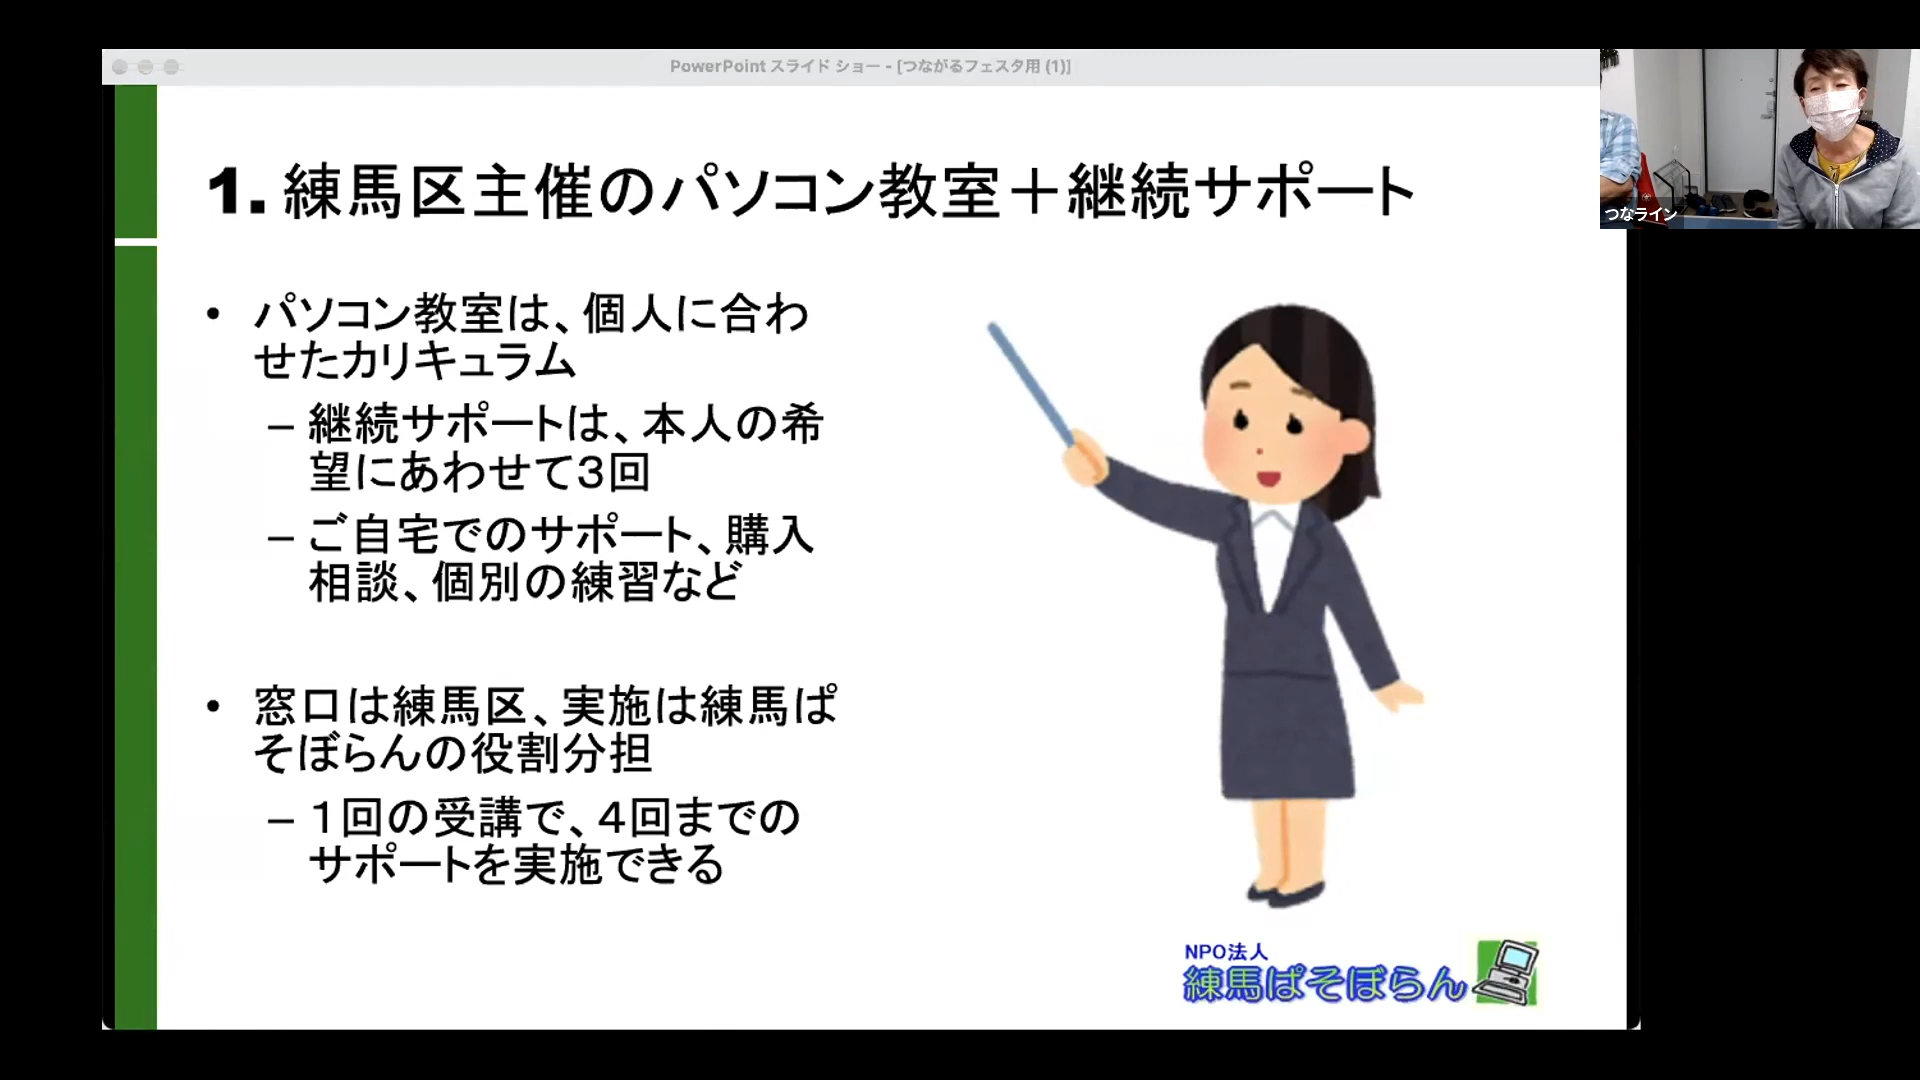 PowerPoint スライド ショー - [つながるフェスタ用 (1)]
つなライン
1. 練馬区主催のパソコン教室＋継続サポート
• パソコン教室は、個人に合わ
せたカリキュラム
– 継続サポートは、本人の希
望にあわせて３回
– ご自宅でのサポート、購入
相談、個別の練習など
• 窓口は練馬区、実施は練馬ぱ
そぼらんの役割分担
– １回の受講で、４回までの
サポートを実施できる
NPO法人
練馬ぱそぼらん